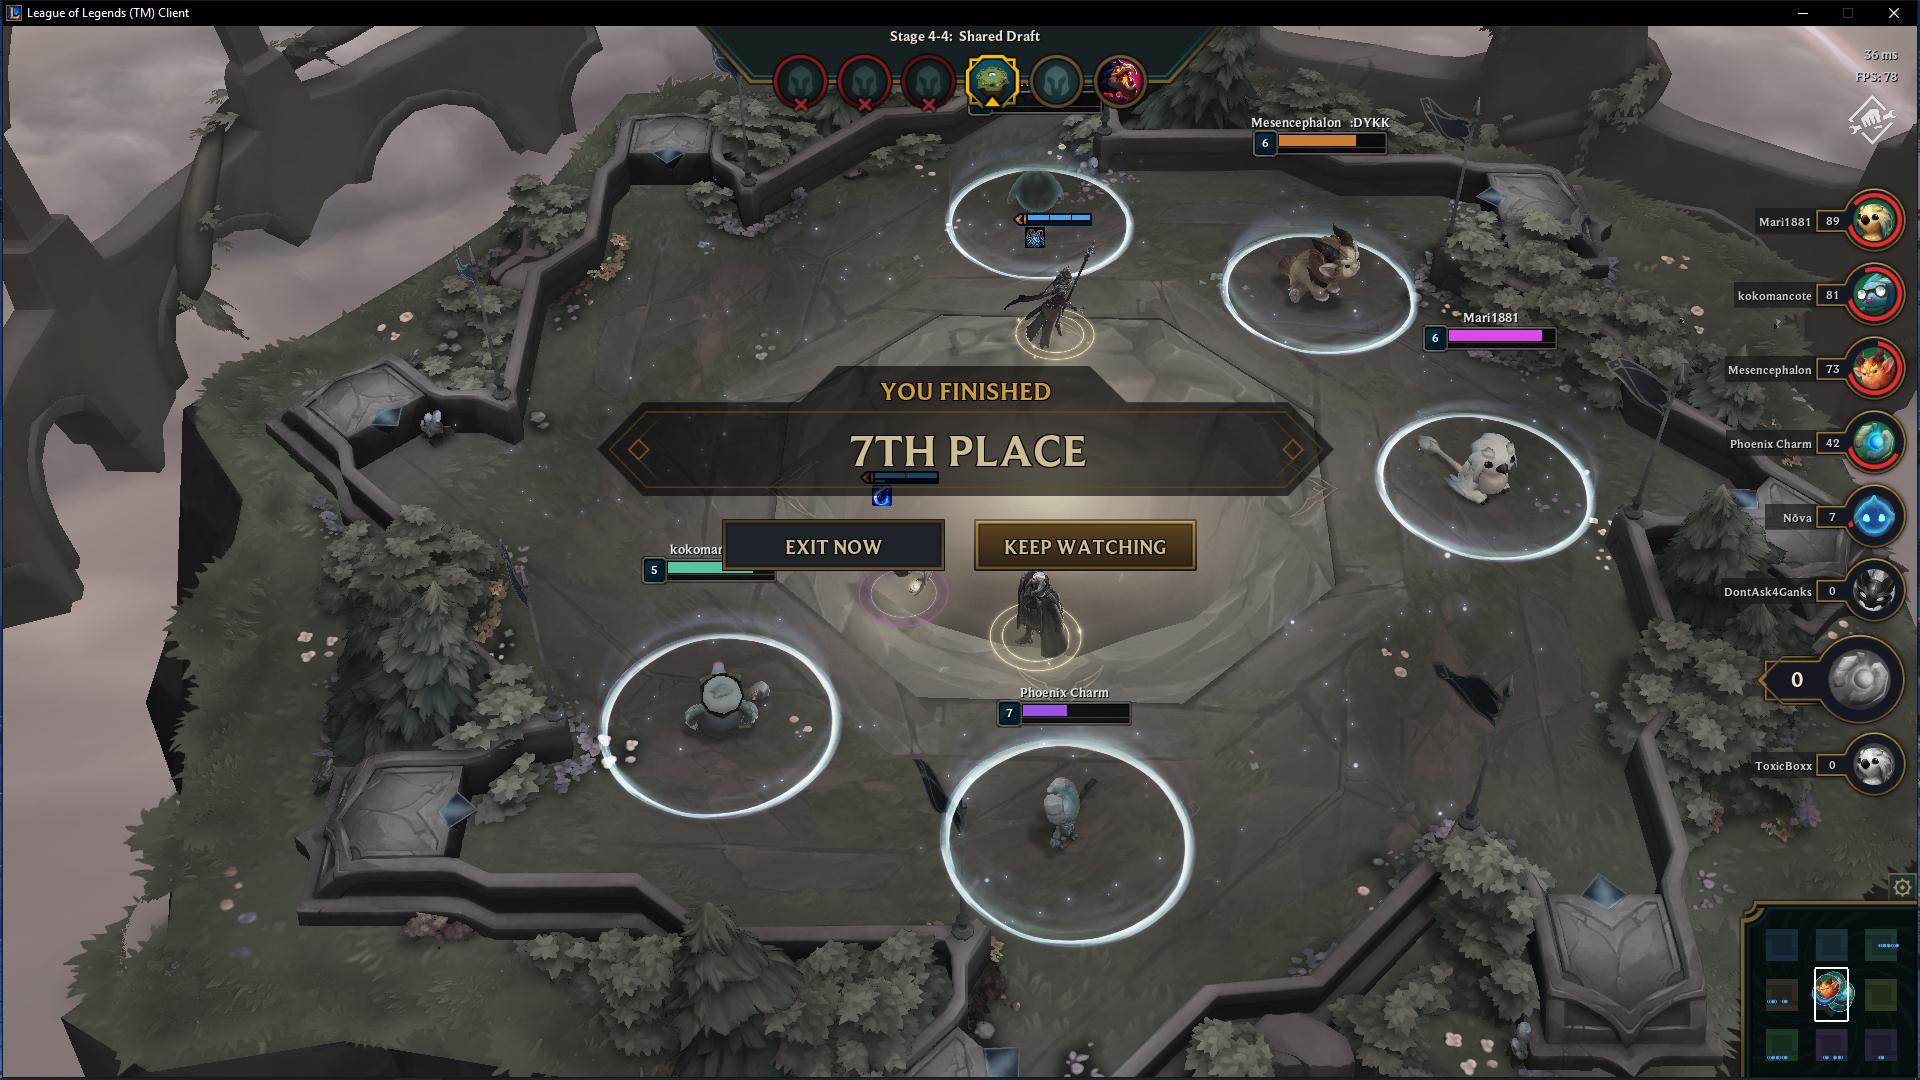 League of Legends (TM) Client
Stage 4-4: Shared Draft
36 ms
FPS: 78
Mesencephalon :DYKK
6
Mari1881
6
Mari1881 89
kokomancote 81
Mesencephalon 73
Phoenix Charm 42
Nōva 7
DontAsk4Ganks 0
0
ToxicBoxx 0
YOU FINISHED
7TH PLACE
EXIT NOW
KEEP WATCHING
kokomar
5
Phoenix Charm
7